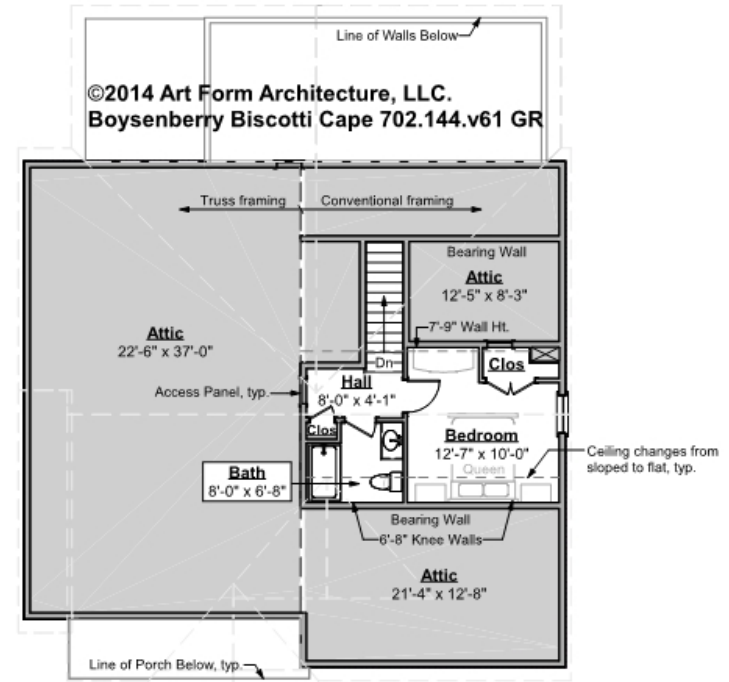 Line of Walls Below
©2014 Art Form Architecture, LLC.
Boysenberry Biscotti Cape 702.144.v61 GR
Truss framing
Conventional framing
Bearing Wall
Attic
12'-5" x 8'-3"
Attic
22'-6" x 37'-0"
7'-9" Wall Ht.
Dn
Clos
Hall
8'-0" x 4'-1"
Access Panel, typ.
Clos
Bedroom
12'-7" x 10'-0"
Queen
Ceiling changes from
sloped to flat, typ.
Bath
8'-0" x 6'-8"
Bearing Wall
6'-8" Knee Walls
Attic
21'-4" x 12'-8"
Line of Porch Below, typ.